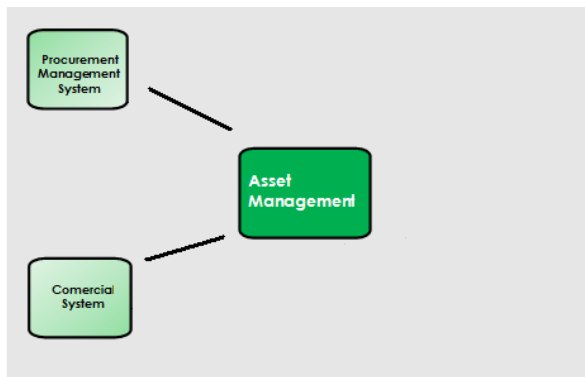 Procurement
Management
System
Asset
Management
Comercial
System